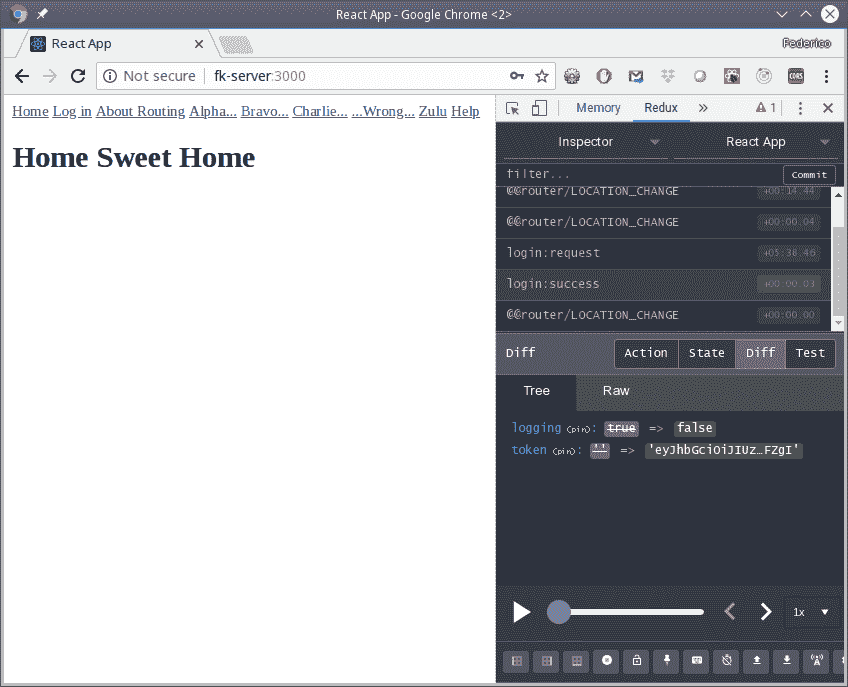 React App - Google Chrome <2>
React App
Federico
Not secure fk-server:3000
Home Log in About Routing Alpha... Bravo... Charlie... ...Wrong... Zulu Help
Home Sweet Home
Memory Redux » 1
Inspector React App
filter... Commit
@@router/LOCATION_CHANGE +00:14.44
@@router/LOCATION_CHANGE +00:00.04
login:request +05:38.46
login:success +00:00.03
@@router/LOCATION_CHANGE +00:00.00
Diff Action State Diff Test
Tree Raw
logging (pin): true => false
token (pin): '' => 'eyJhbGciOiJIUz…FZgI'
1x